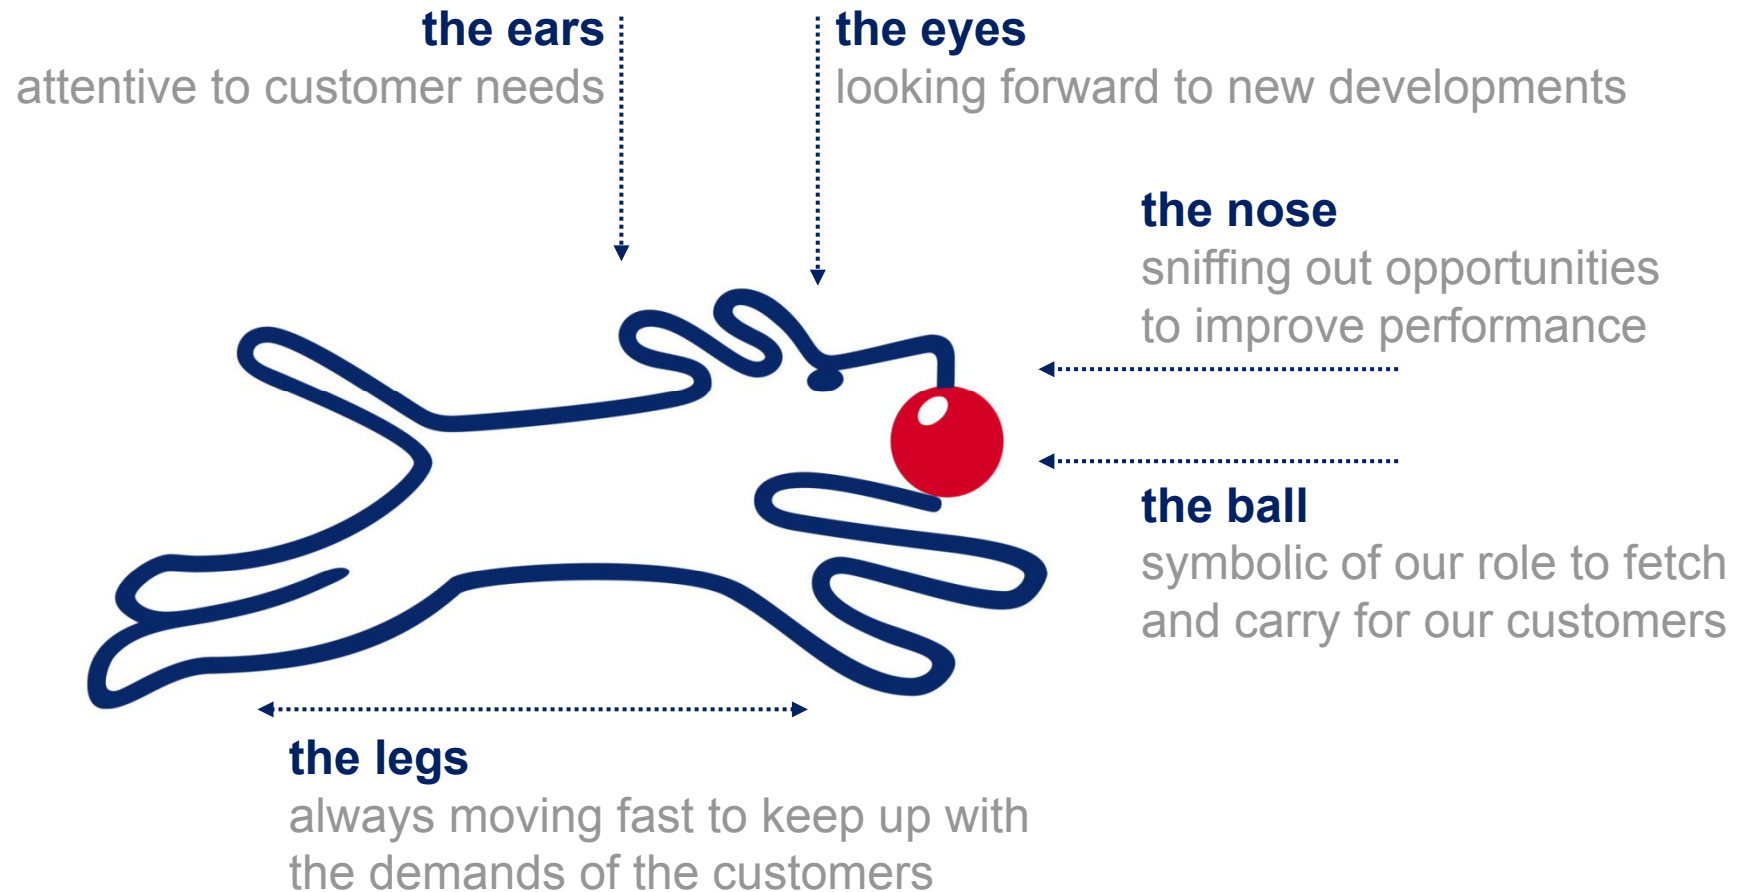 the ears
attentive to customer needs
the eyes
looking forward to new developments
the nose
sniffing out opportunities
to improve performance
the ball
symbolic of our role to fetch
and carry for our customers
the legs
always moving fast to keep up with
the demands of the customers